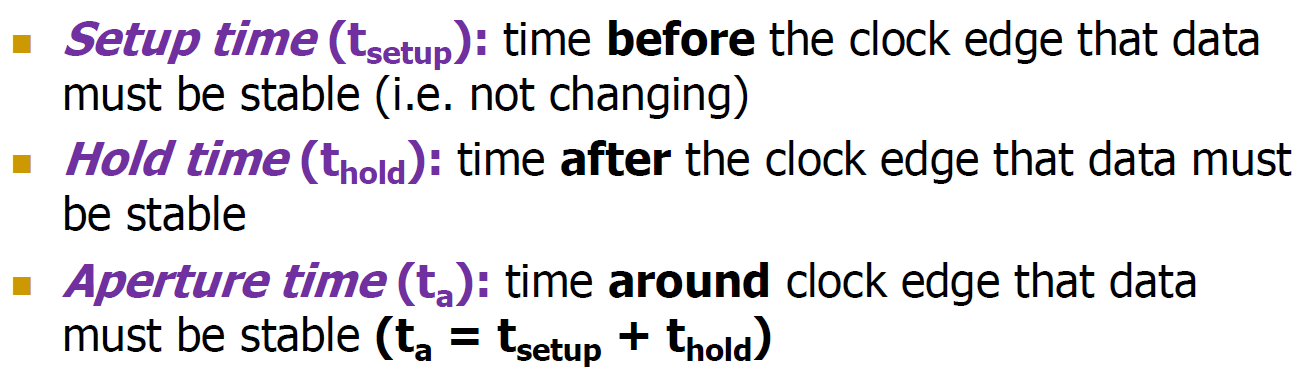 ▪ Setup time (tsetup): time before the clock edge that data
must be stable (i.e. not changing)
▪ Hold time (thold): time after the clock edge that data must
be stable
▪ Aperture time (ta): time around clock edge that data
must be stable (ta = tsetup + thold)